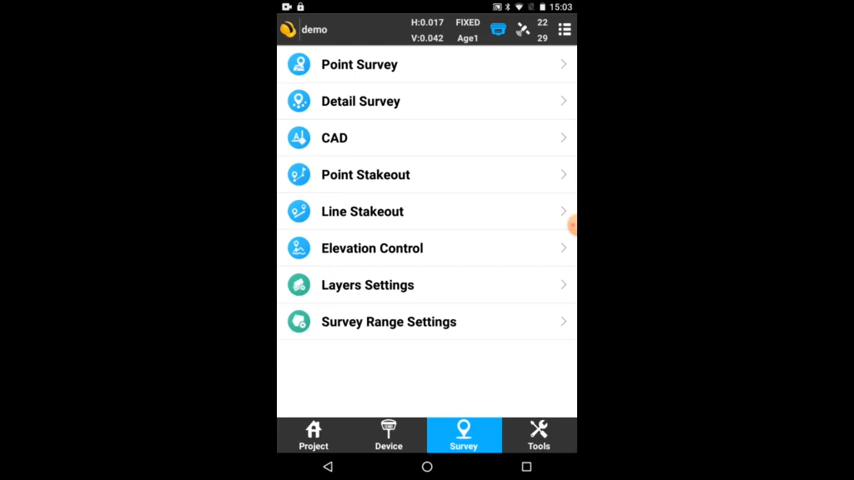 15:03
demo
H:0.017 FIXED 22
V:0.042 Age1 29
Point Survey
Detail Survey
CAD
Point Stakeout
Line Stakeout
Elevation Control
Layers Settings
Survey Range Settings
Project Device Survey Tools